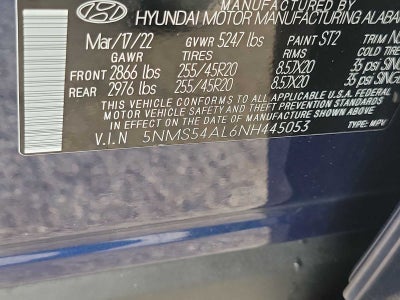 MANUFACTURED BY
HYUNDAI MOTOR MANUFACTURING ALABA
Mar/17/22 GVWR 5247 lbs PAINT ST2 TRIM
GAWR TIRES RIMS COLD TIRE
FRONT 2866 lbs 255/45R20 8.5JX20 35 psi SING
REAR 2976 lbs 255/45R20 8.5JX20 35 psi SING
THIS VEHICLE CONFORMS TO ALL APPLICABLE U.S.A. FEDERAL
MOTOR VEHICLE SAFETY AND THEFT PREVENTION STANDARDS
IN EFFECT ON THE DATE OF MANUFACTURE SHOWN ABOVE.
V.I.N 5NMS54AL6NH445053 TYPE: MPV